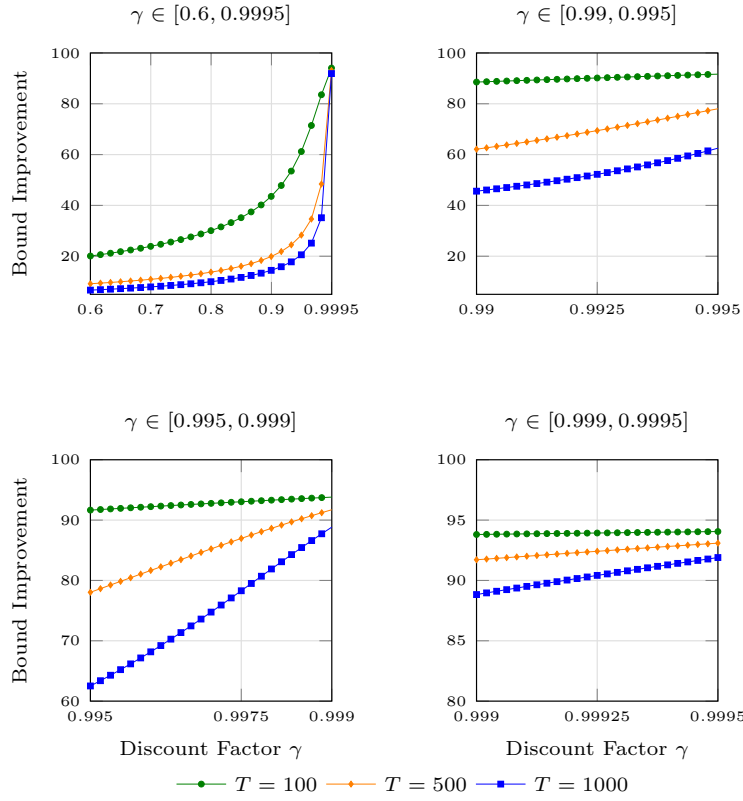 γ ∈ [0.6, 0.9995]
γ ∈ [0.99, 0.995]
Bound Improvement
100
80
60
40
20
0.6 0.7 0.8 0.9 0.9995
100
80
60
40
20
0.99 0.9925 0.995
γ ∈ [0.995, 0.999]
γ ∈ [0.999, 0.9995]
Bound Improvement
100
90
80
70
60
0.995 0.9975 0.999
Discount Factor γ
100
95
90
85
80
0.999 0.99925 0.9995
Discount Factor γ
T = 100 T = 500 T = 1000